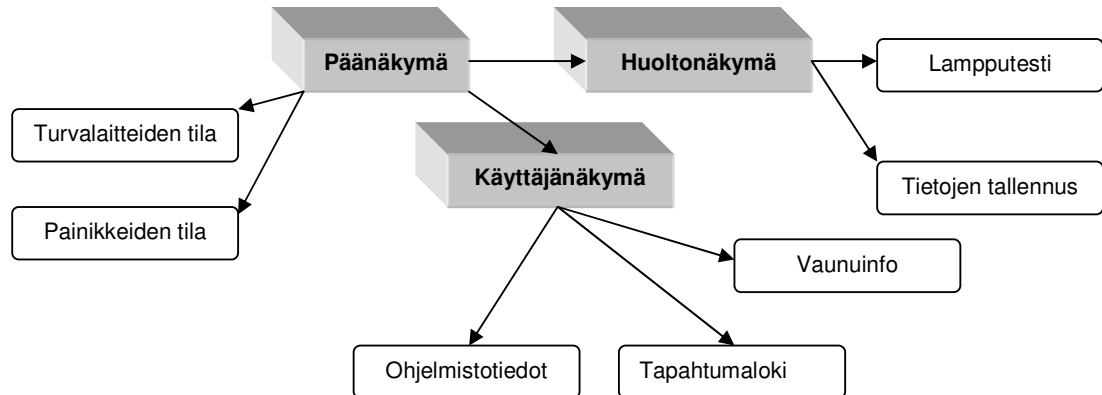 Päänäkymä
Huoltonäkymä
Lampputesti
Turvalaitteiden tila
Käyttäjänäkymä
Tietojen tallennus
Painikkeiden tila
Vaunuinfo
Ohjelmistotiedot
Tapahtumaloki